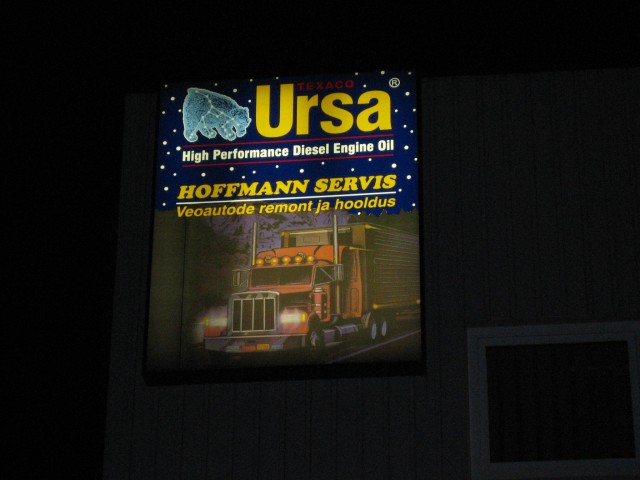 TEXACO
Ursa®
High Performance Diesel Engine Oil
HOFFMANN SERVIS
Veoautode remont ja hooldus